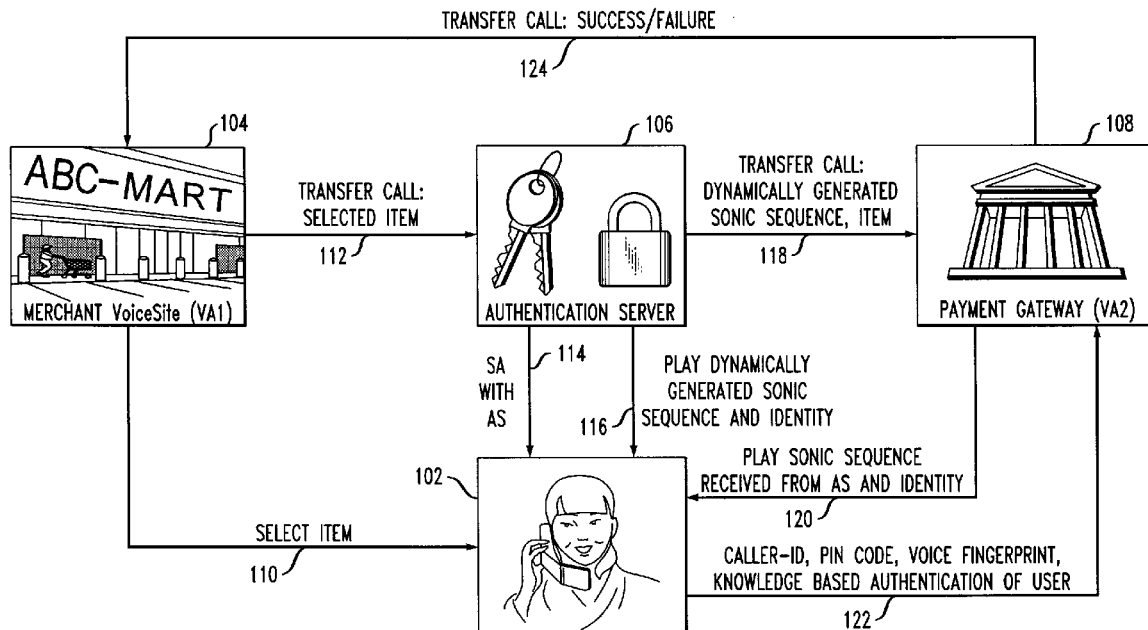 TRANSFER CALL: SUCCESS/FAILURE
124
104
106
108
ABC-MART
MERCHANT VoiceSite (VA1)
TRANSFER CALL:
SELECTED ITEM
112
AUTHENTICATION SERVER
TRANSFER CALL:
DYNAMICALLY GENERATED
SONIC SEQUENCE, ITEM
118
PAYMENT GATEWAY (VA2)
SA
WITH
AS
114
PLAY DYNAMICALLY
GENERATED SONIC
SEQUENCE AND IDENTITY
116
102
PLAY SONIC SEQUENCE
RECEIVED FROM AS AND IDENTITY
120
SELECT ITEM
110
CALLER-ID, PIN CODE, VOICE FINGERPRINT,
KNOWLEDGE BASED AUTHENTICATION OF USER
122